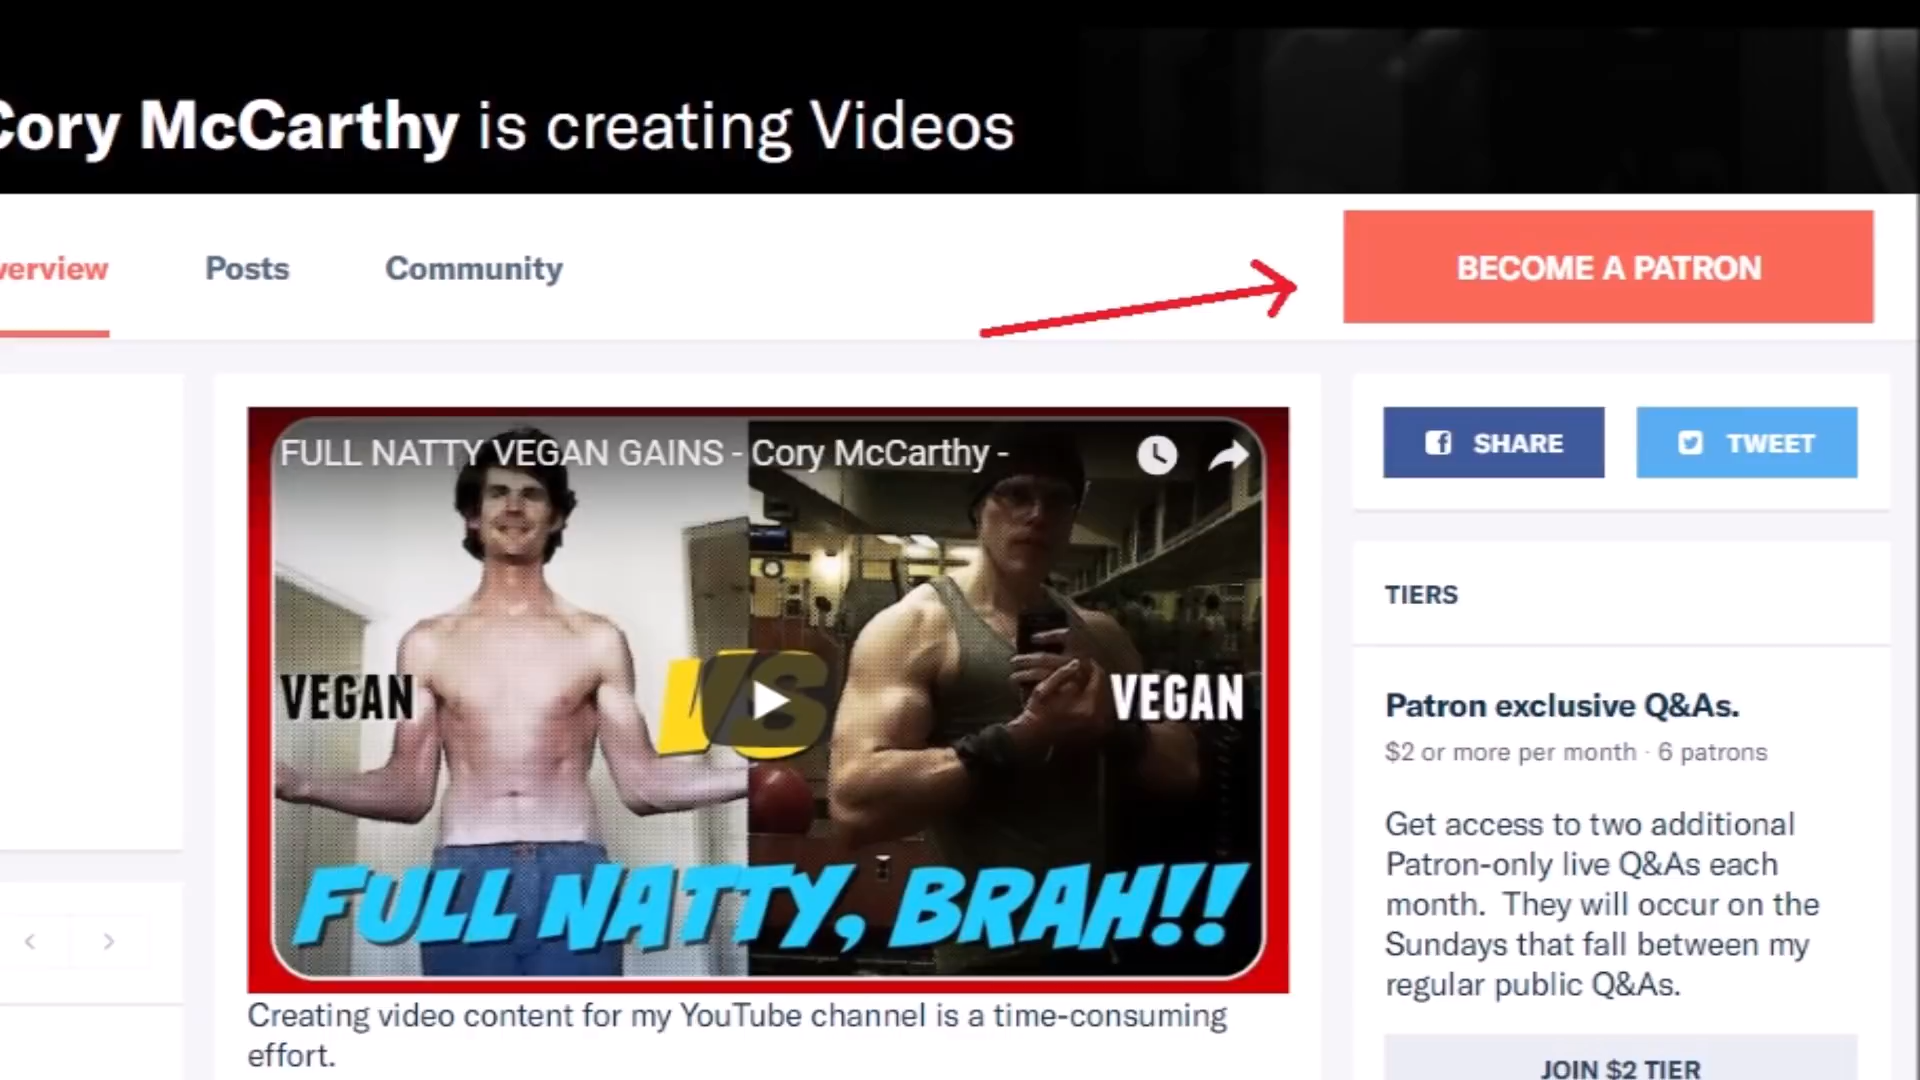 Cory McCarthy is creating Videos
verview
Posts
Community
BECOME A PATRON
FULL NATTY VEGAN GAINS - Cory McCarthy -
VEGAN
VS
VEGAN
FULL NATTY, BRAH!!
Creating video content for my YouTube channel is a time-consuming
effort.
SHARE
TWEET
TIERS
Patron exclusive Q&As.
$2 or more per month · 6 patrons
Get access to two additional
Patron-only live Q&As each
month. They will occur on the
Sundays that fall between my
regular public Q&As.
JOIN $2 TIER